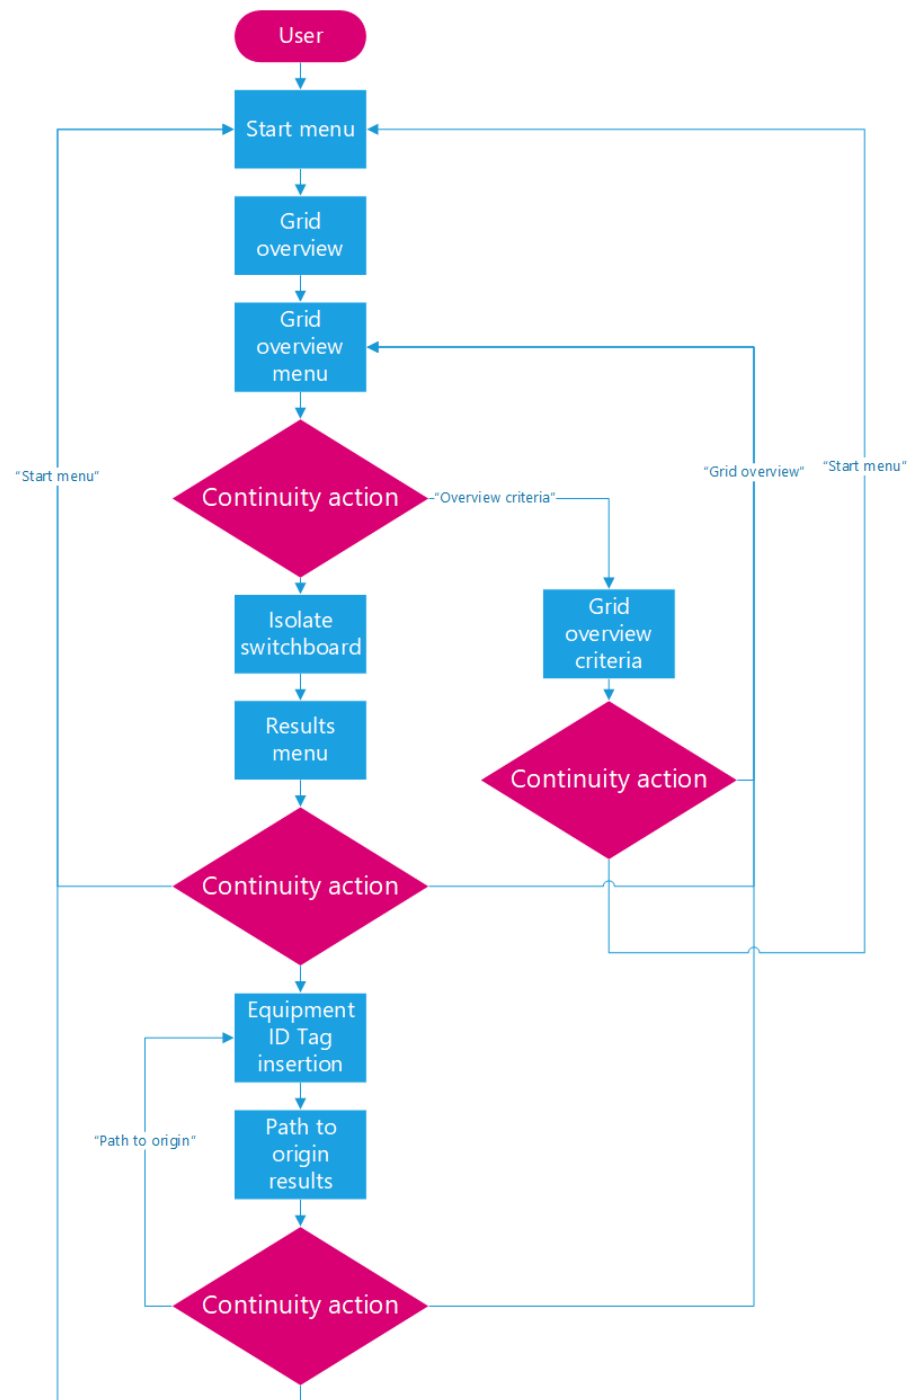 User
Start menu
Grid
overview
Grid
overview
menu
"Start menu"
"Grid overview"
"Start menu"
Continuity action
"Overview criteria"
Isolate
switchboard
Grid
overview
criteria
Results
menu
Continuity action
Continuity action
Equipment
ID Tag
insertion
"Path to origin"
Path to
origin
results
Continuity action